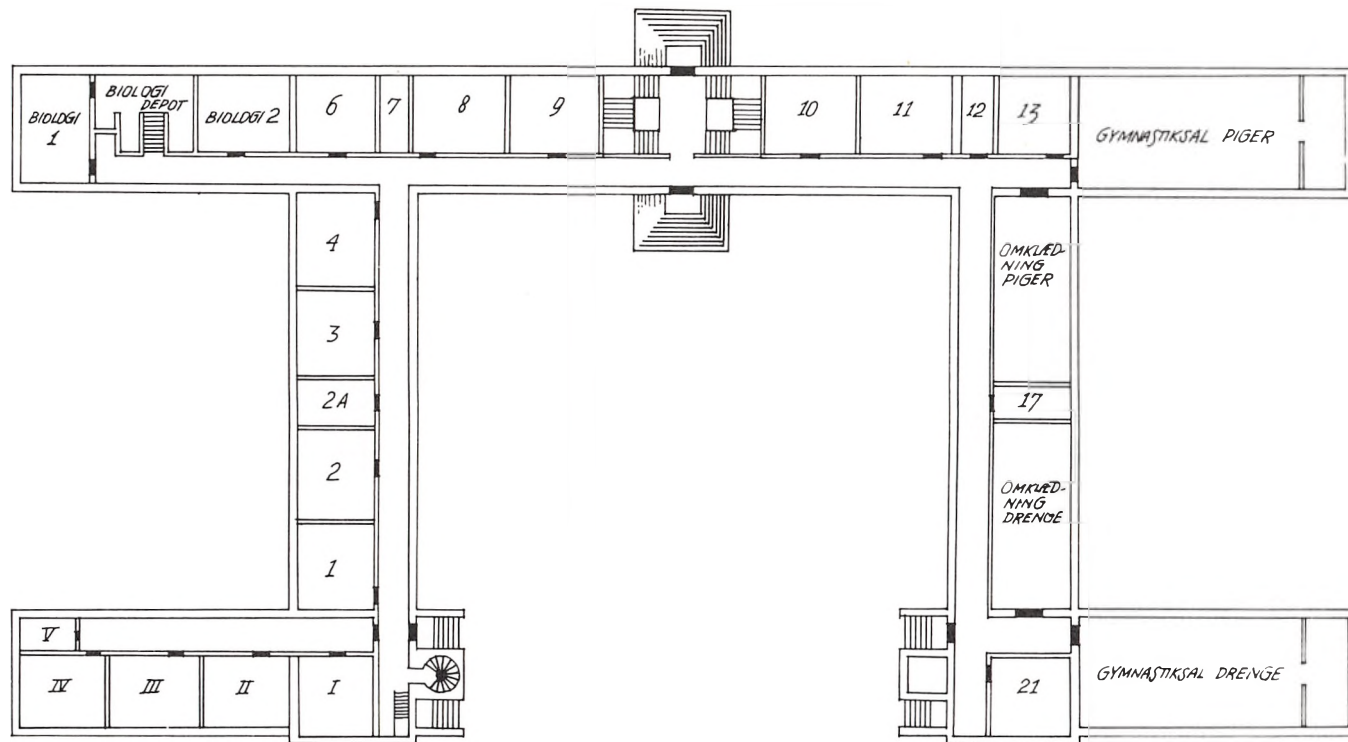 BIOLOGI
1
BIOLOGI
DEPOT
BIOLOGI 2
6
7
8
9
10
11
12
13
GYMNASTIKSAL PIGER
4
3
2A
2
1
OMKLÆD-
NING
PIGER
17
OMKLÆD-
NING
DRENGE
V
IV
III
II
I
21
GYMNASTIKSAL DRENGE